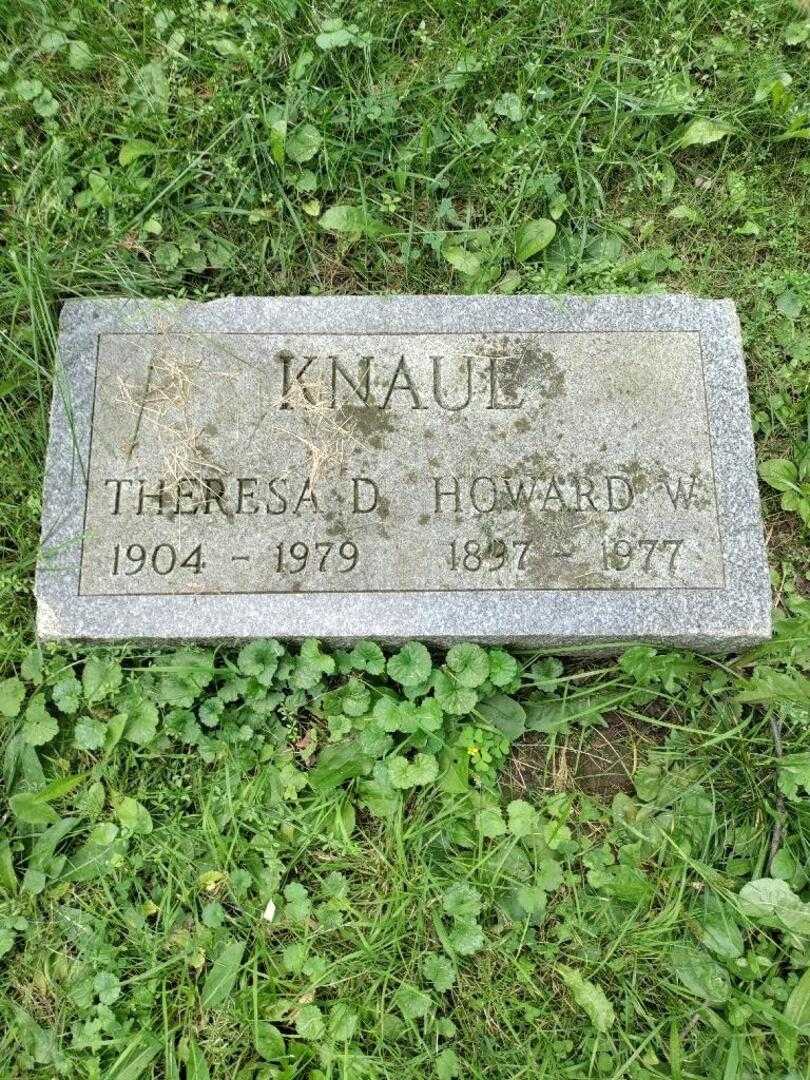 KNAUL
THERESA D HOWARD W
1904 - 1979 1897 - 1977